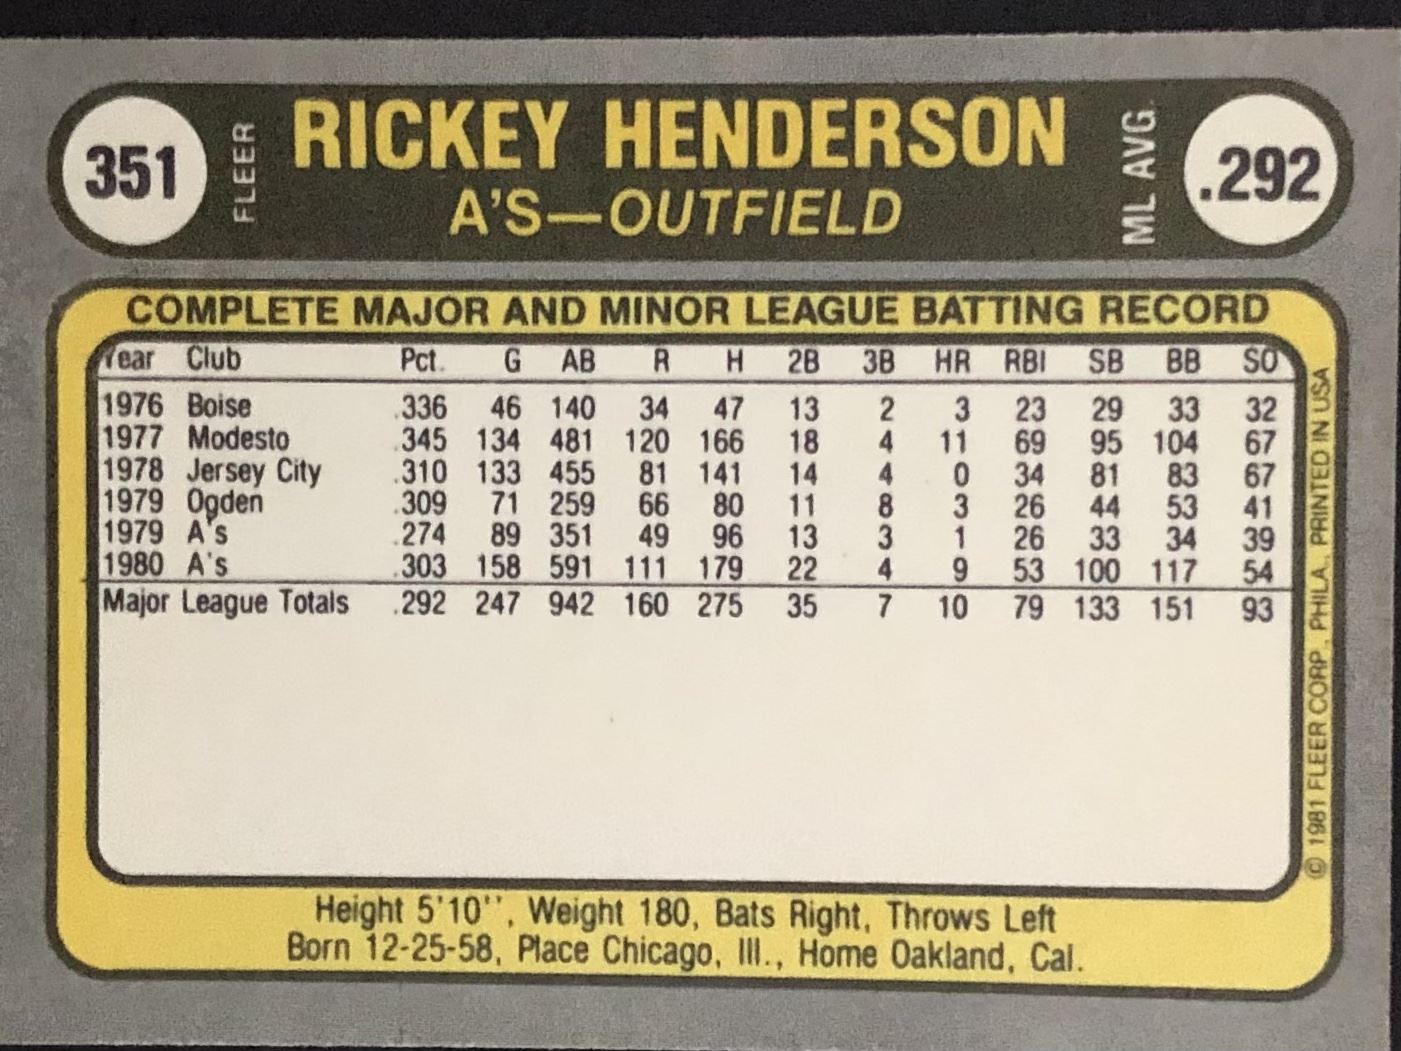 351 FLEER RICKEY HENDERSON ML AVG. .292
A'S—OUTFIELD
COMPLETE MAJOR AND MINOR LEAGUE BATTING RECORD
Year Club Pct. G AB R H 2B 3B HR RBI SB BB SO
1976 Boise .336 46 140 34 47 13 2 3 23 29 33 32
1977 Modesto .345 134 481 120 166 18 4 11 69 95 104 67
1978 Jersey City .310 133 455 81 141 14 4 0 34 81 83 67
1979 Ogden .309 71 259 66 80 11 8 3 26 44 53 41
1979 A's .274 89 351 49 96 13 3 1 26 33 34 39
1980 A's .303 158 591 111 179 22 4 9 53 100 117 54
Major League Totals .292 247 942 160 275 35 7 10 79 133 151 93
© 1981 FLEER CORP., PHILA. PRINTED IN USA
Height 5'10'', Weight 180, Bats Right, Throws Left
Born 12-25-58, Place Chicago, Ill., Home Oakland, Cal.